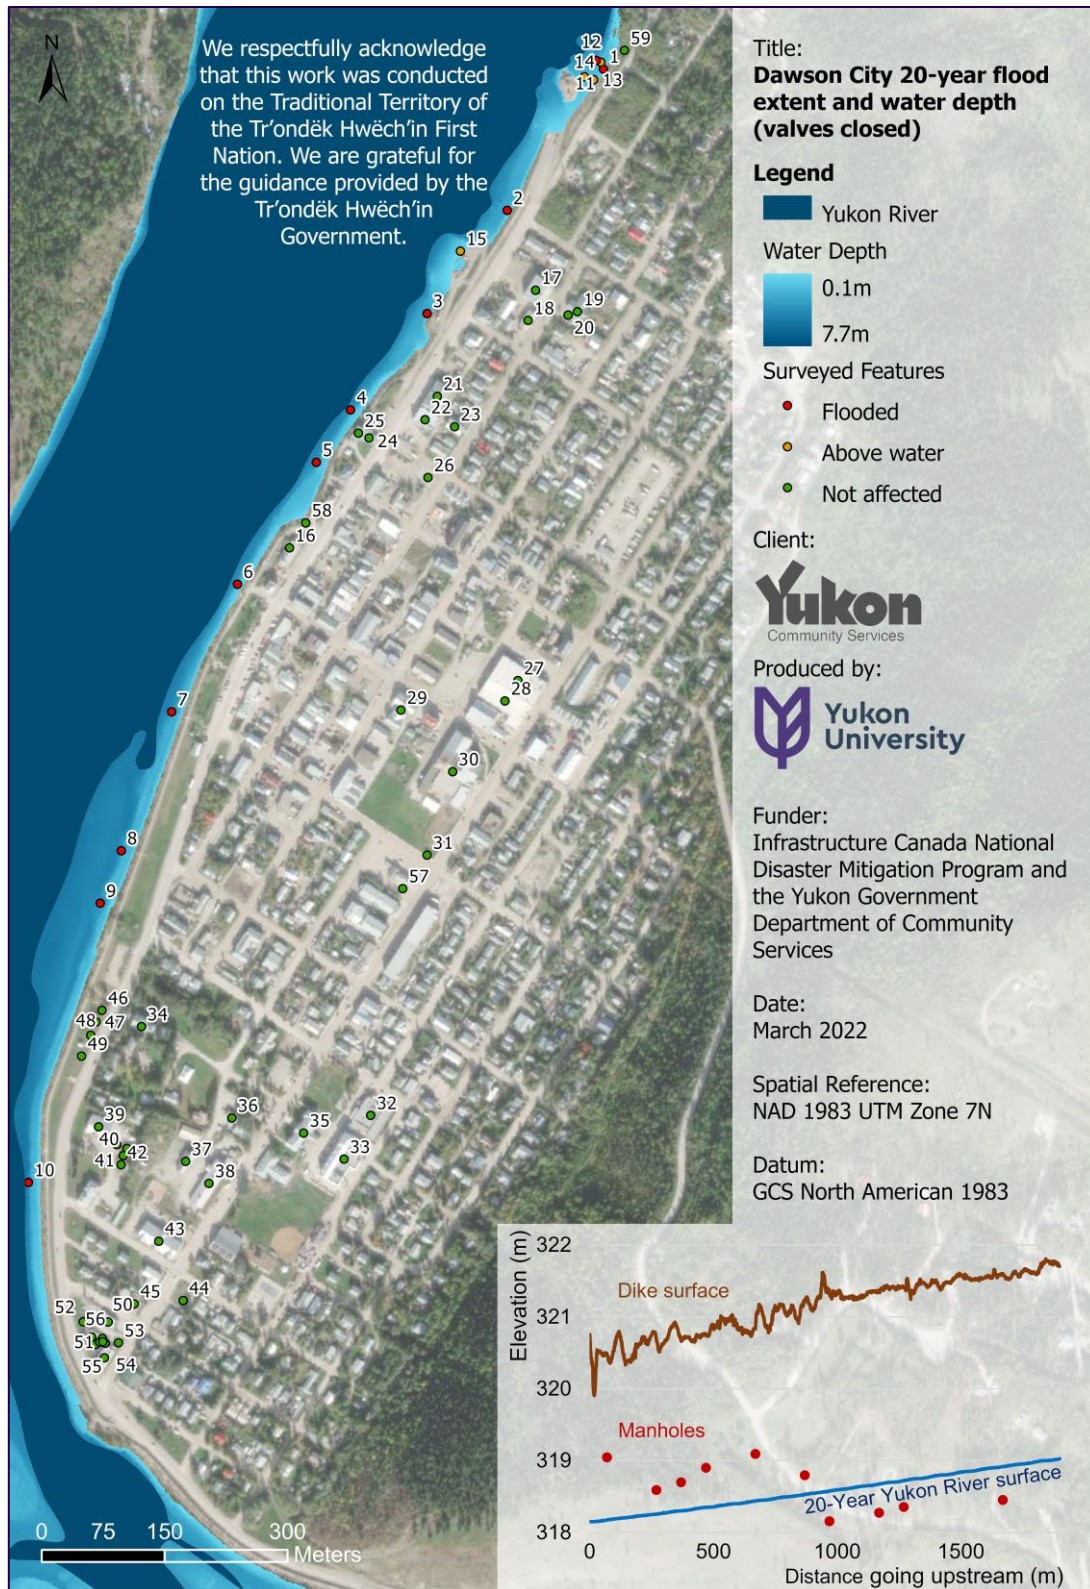 N
We respectfully acknowledge
that this work was conducted
on the Traditional Territory of
the Tr'ondëk Hwëch'in First
Nation. We are grateful for
the guidance provided by the
Tr'ondëk Hwëch'in
Government.
12
59
14
1
11
13
2
15
3
17
18
19
20
21
22
23
4
25
24
5
26
58
16
6
27
28
7
29
30
8
31
57
9
46
48
47
34
49
39
36
35
32
40
42
41
37
33
10
38
43
45
44
52
50
56
51
53
55
54
0 75 150 300
Meters
Title:
Dawson City 20-year flood
extent and water depth
(valves closed)
Legend
Yukon River
Water Depth
0.1m
7.7m
Surveyed Features
Flooded
Above water
Not affected
Client:
Yukon
Community Services
Produced by:
Yukon
University
Funder:
Infrastructure Canada National
Disaster Mitigation Program and
the Yukon Government
Department of Community
Services
Date:
March 2022
Spatial Reference:
NAD 1983 UTM Zone 7N
Datum:
GCS North American 1983
Elevation (m)
322
321
320
319
318
Dike surface
Manholes
20-Year Yukon River surface
0 500 1000 1500
Distance going upstream (m)